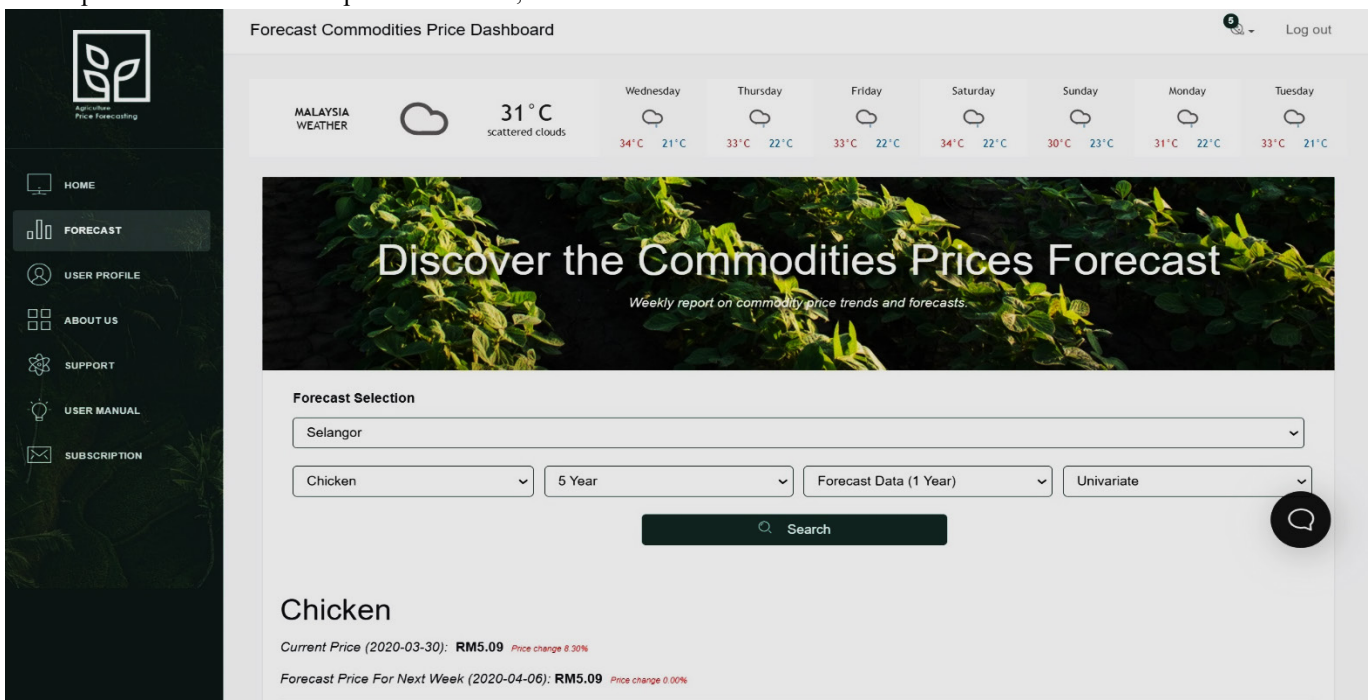 Forecast Commodities Price Dashboard
5
Log out
Agriculture
Price Forecasting
MALAYSIA
WEATHER
31°C
scattered clouds
Wednesday
34°C 21°C
Thursday
33°C 22°C
Friday
33°C 22°C
Saturday
34°C 22°C
Sunday
30°C 23°C
Monday
31°C 22°C
Tuesday
33°C 21°C
HOME
FORECAST
USER PROFILE
ABOUT US
SUPPORT
USER MANUAL
SUBSCRIPTION
Discover the Commodities Prices Forecast
Weekly report on commodity price trends and forecasts.
Forecast Selection
Selangor
Chicken
5 Year
Forecast Data (1 Year)
Univariate
Search
Chicken
Current Price (2020-03-30): RM5.09 Price change 8.30%
Forecast Price For Next Week (2020-04-06): RM5.09 Price change 0.00%